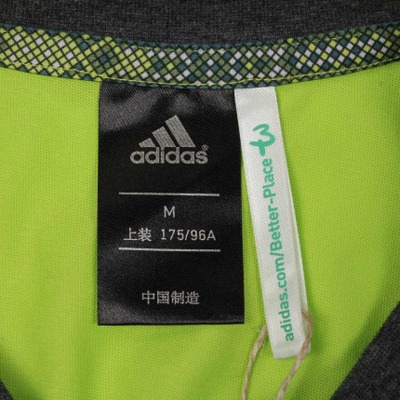 adidas
M
上装 175/96A
中国制造
adidas.com/Better-Place